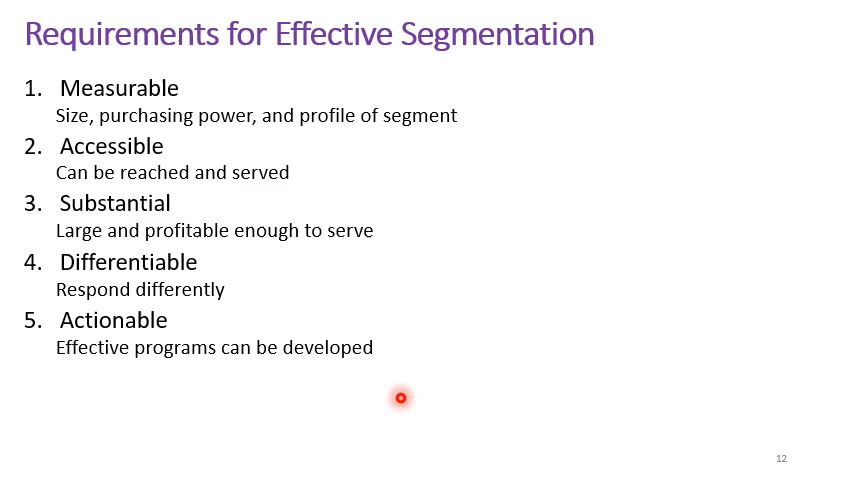 Requirements for Effective Segmentation
1. Measurable
Size, purchasing power, and profile of segment
2. Accessible
Can be reached and served
3. Substantial
Large and profitable enough to serve
4. Differentiable
Respond differently
5. Actionable
Effective programs can be developed
12